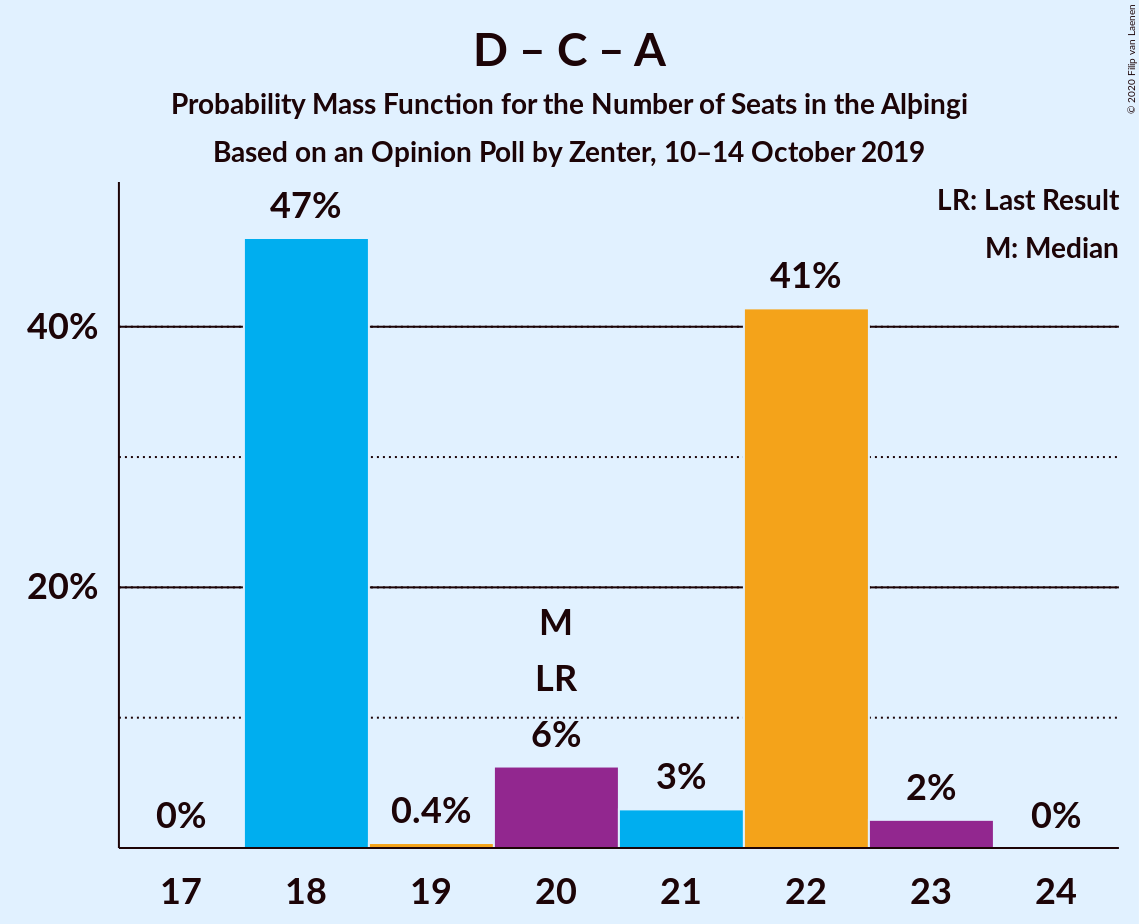 D – C – A
Probability Mass Function for the Number of Seats in the Alþingi
Based on an Opinion Poll by Zenter, 10–14 October 2019
© 2020 Filip van Laenen
LR: Last Result
M: Median
40%
20%
0%
47%
0.4%
M
LR
6%
3%
41%
2%
0%
17 18 19 20 21 22 23 24